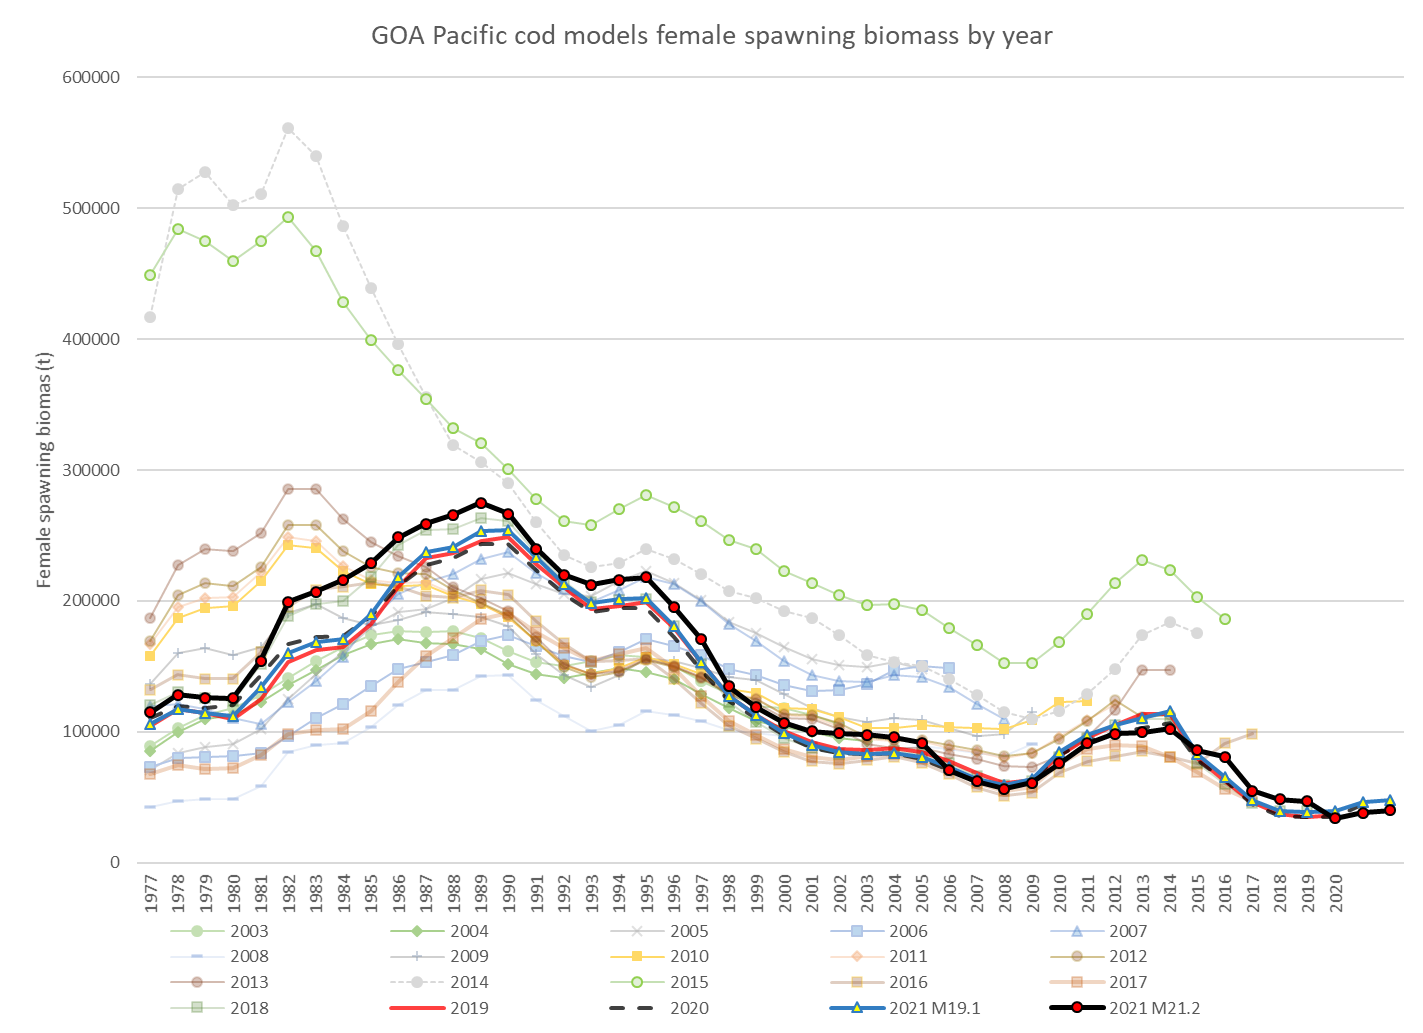 GOA Pacific cod models female spawning biomass by year
600000
500000
400000
300000
200000
100000
0
Female spawning biomas (t)
1977 1978 1979 1980 1981 1982 1983 1984 1985 1986 1987 1988 1989 1990 1991 1992 1993 1994 1995 1996 1997 1998 1999 2000 2001 2002 2003 2004 2005 2006 2007 2008 2009 2010 2011 2012 2013 2014 2015 2016 2017 2018 2019 2020
2003 2004 2005 2006 2007
2008 2009 2010 2011 2012
2013 2014 2015 2016 2017
2018 2019 2020 2021 M19.1 2021 M21.2